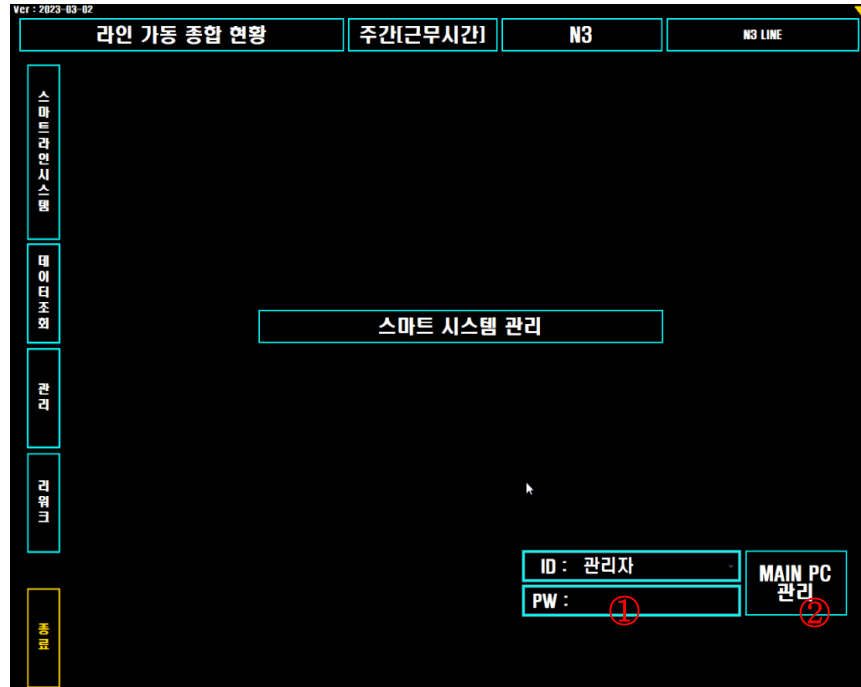 Ver : 2023-03-02
라인 가동 종합 현황
주간[근무시간]
N3
N3 LINE
스마트라인시스템
데이터조회
관리
리워크
종료
스마트 시스템 관리
ID : 관리자
PW :
①
MAIN PC
관리
②